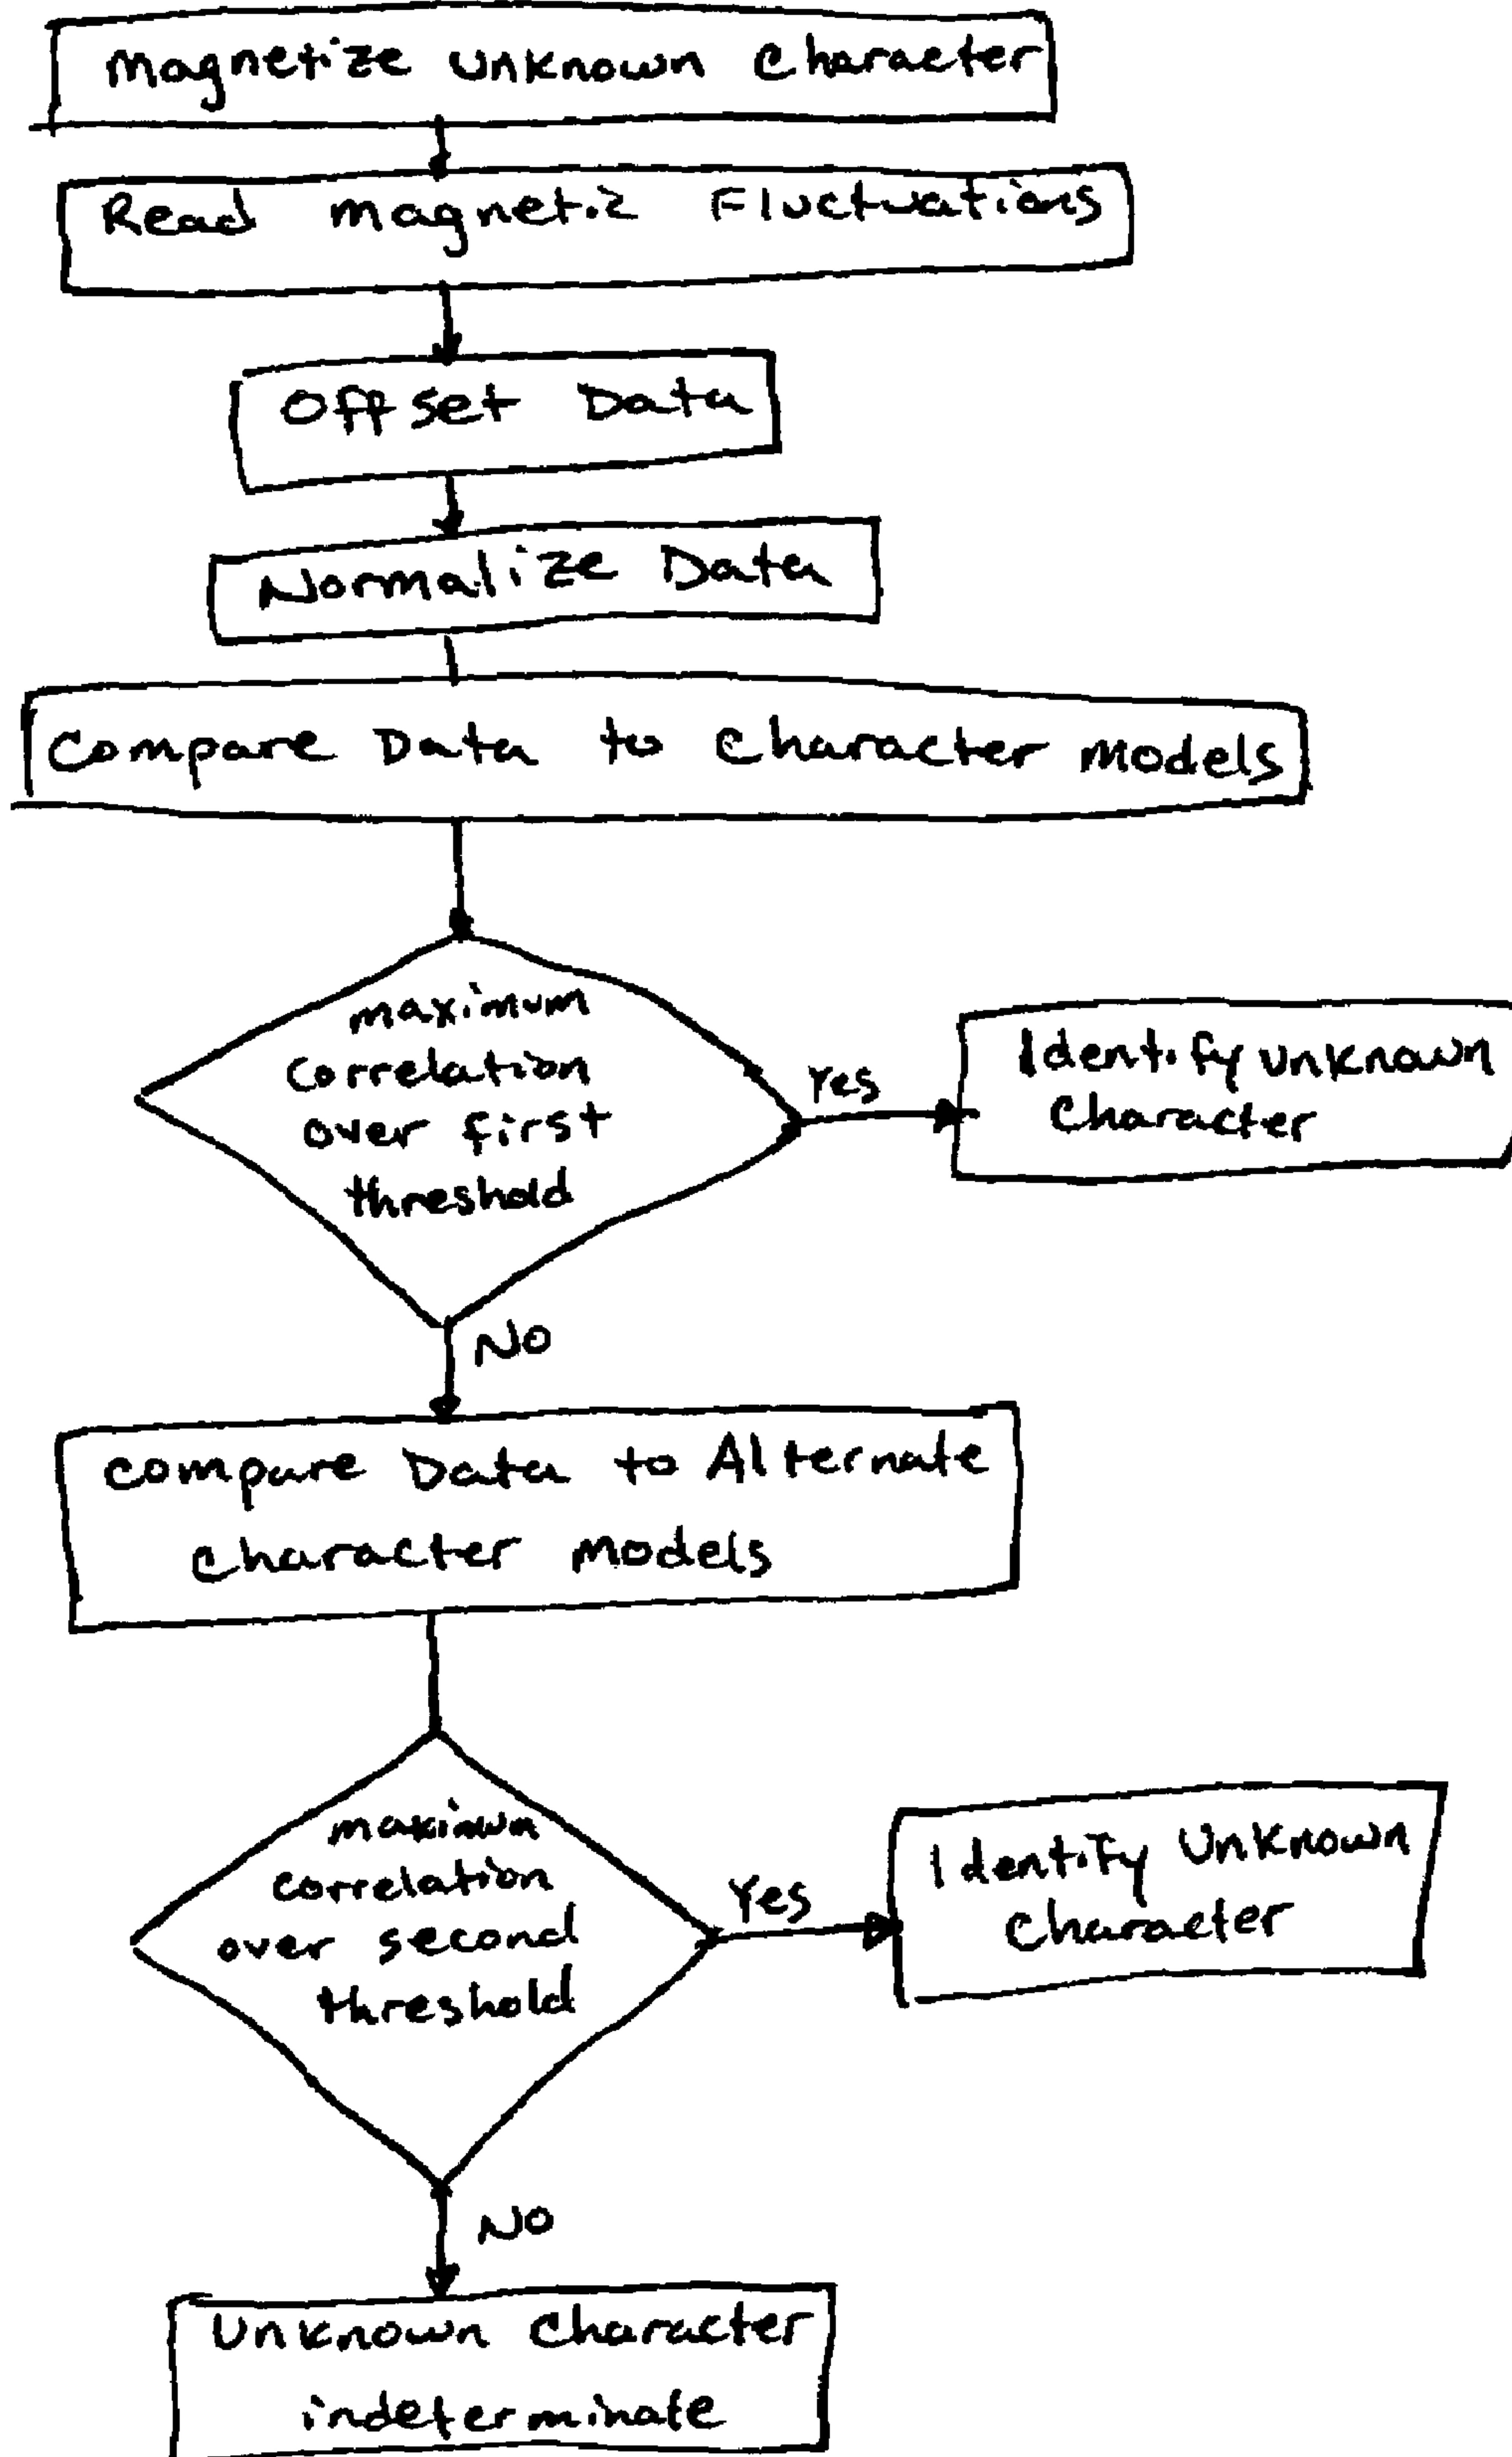 Magnetize Unknown Character
Read Magnetic Fluctuations
Offset Data
Normalize Data
Compare Data to Character Models
maximum
correlation
over first
threshold
Yes
Identify Unknown
Character
No
Compare Data to Alternate
Character Models
maximum
correlation
over second
threshold
Yes
Identify Unknown
Character
No
Unknown Character
indeterminate